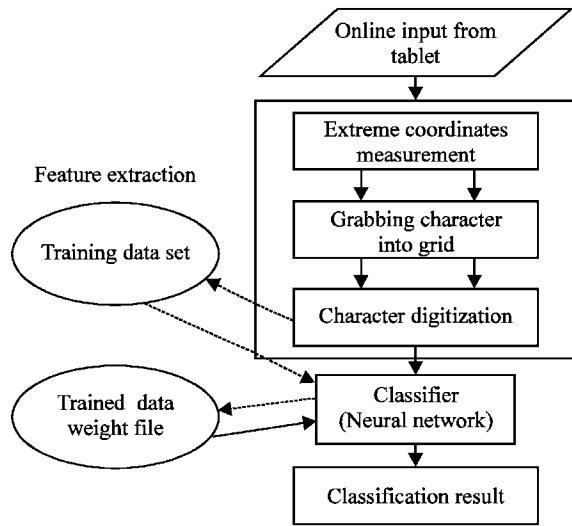 Online input from
tablet
Extreme coordinates
measurement
Feature extraction
Grabbing character
into grid
Training data set
Character digitization
Trained data
weight file
Classifier
(Neural network)
Classification result